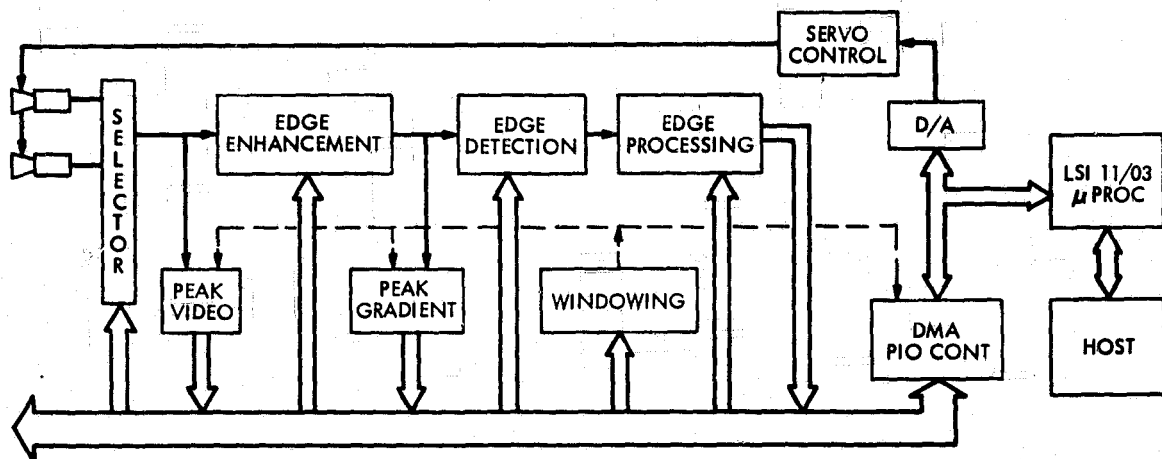 SERVO
CONTROL
SELECTOR
EDGE
ENHANCEMENT
EDGE
DETECTION
EDGE
PROCESSING
D/A
LSI 11/03
μ PROC
PEAK
VIDEO
PEAK
GRADIENT
WINDOWING
DMA
PIO CONT
HOST